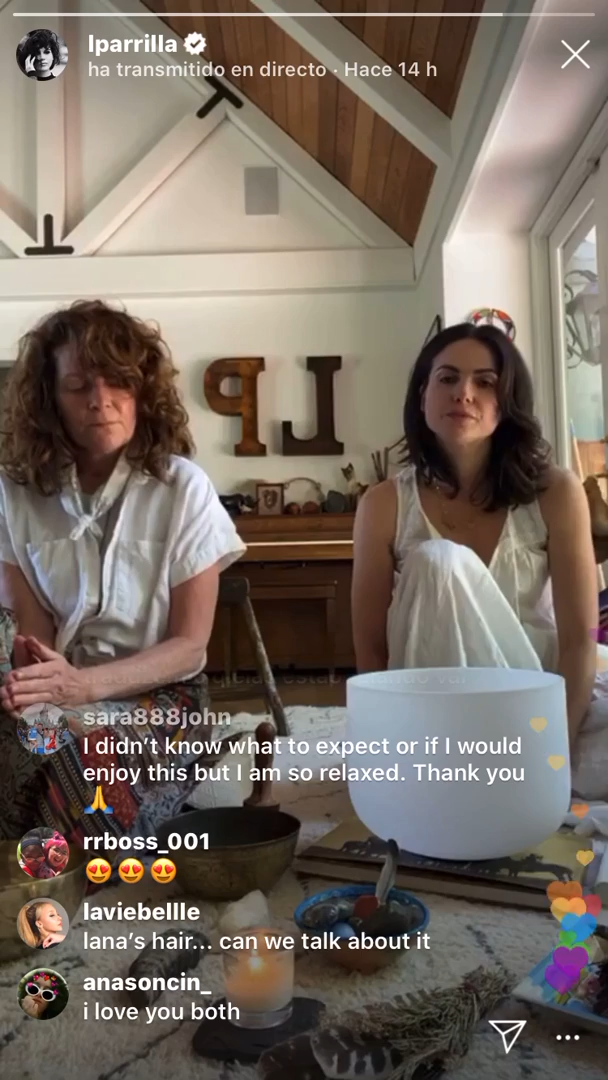 lparrilla
ha transmitido en directo · Hace 14 h
LP
sara888john
I didn't know what to expect or if I would
enjoy this but I am so relaxed. Thank you
🙏
rrboss_001
😍😍😍
laviebellle
lana's hair... can we talk about it
anasoncin_
i love you both